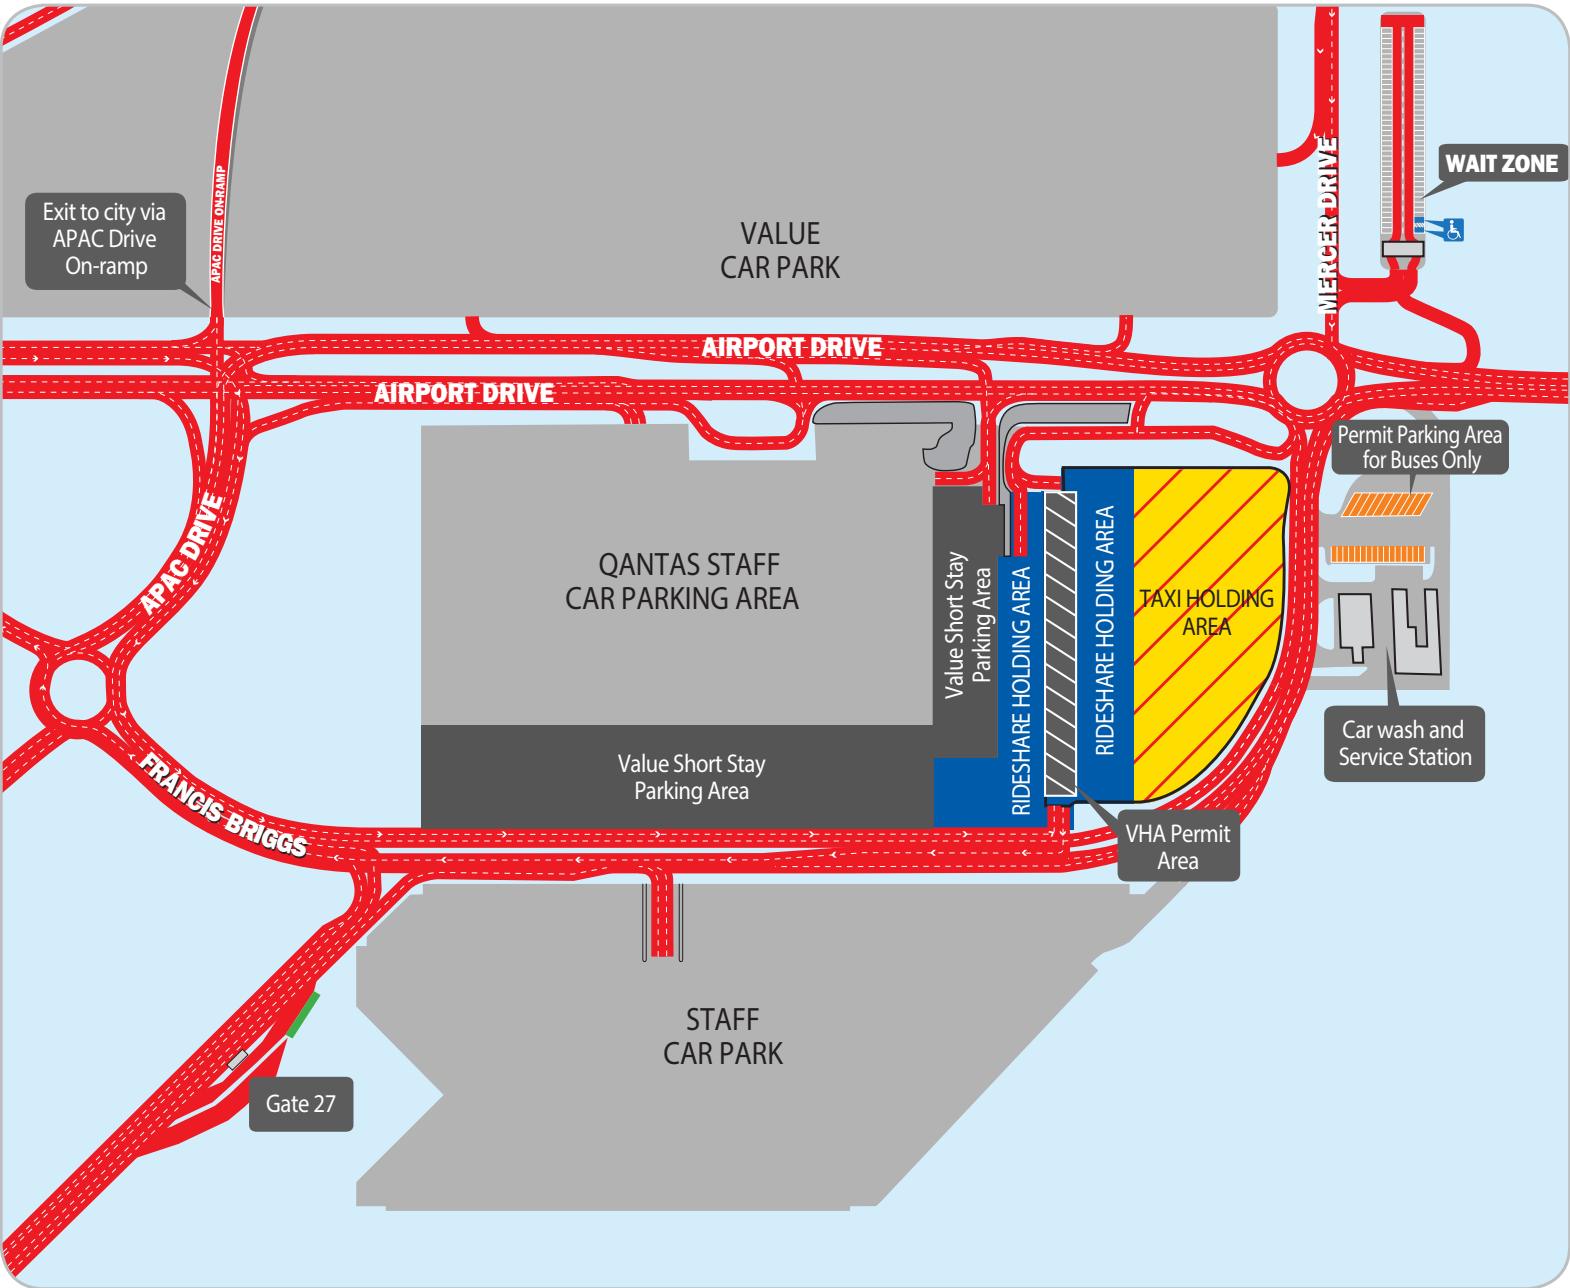 MERCER DRIVE
WAIT ZONE
APAC DRIVE ON-RAMP
Exit to city via
APAC Drive
On-ramp
VALUE
CAR PARK
AIRPORT DRIVE
AIRPORT DRIVE
Permit Parking Area
for Buses Only
APAC DRIVE
QANTAS STAFF
CAR PARKING AREA
Value Short Stay
Parking Area
RIDESHARE HOLDING AREA
RIDESHARE HOLDING AREA
TAXI HOLDING
AREA
Car wash and
Service Station
Value Short Stay
Parking Area
FRANCIS BRIGGS
VHA Permit
Area
STAFF
CAR PARK
Gate 27